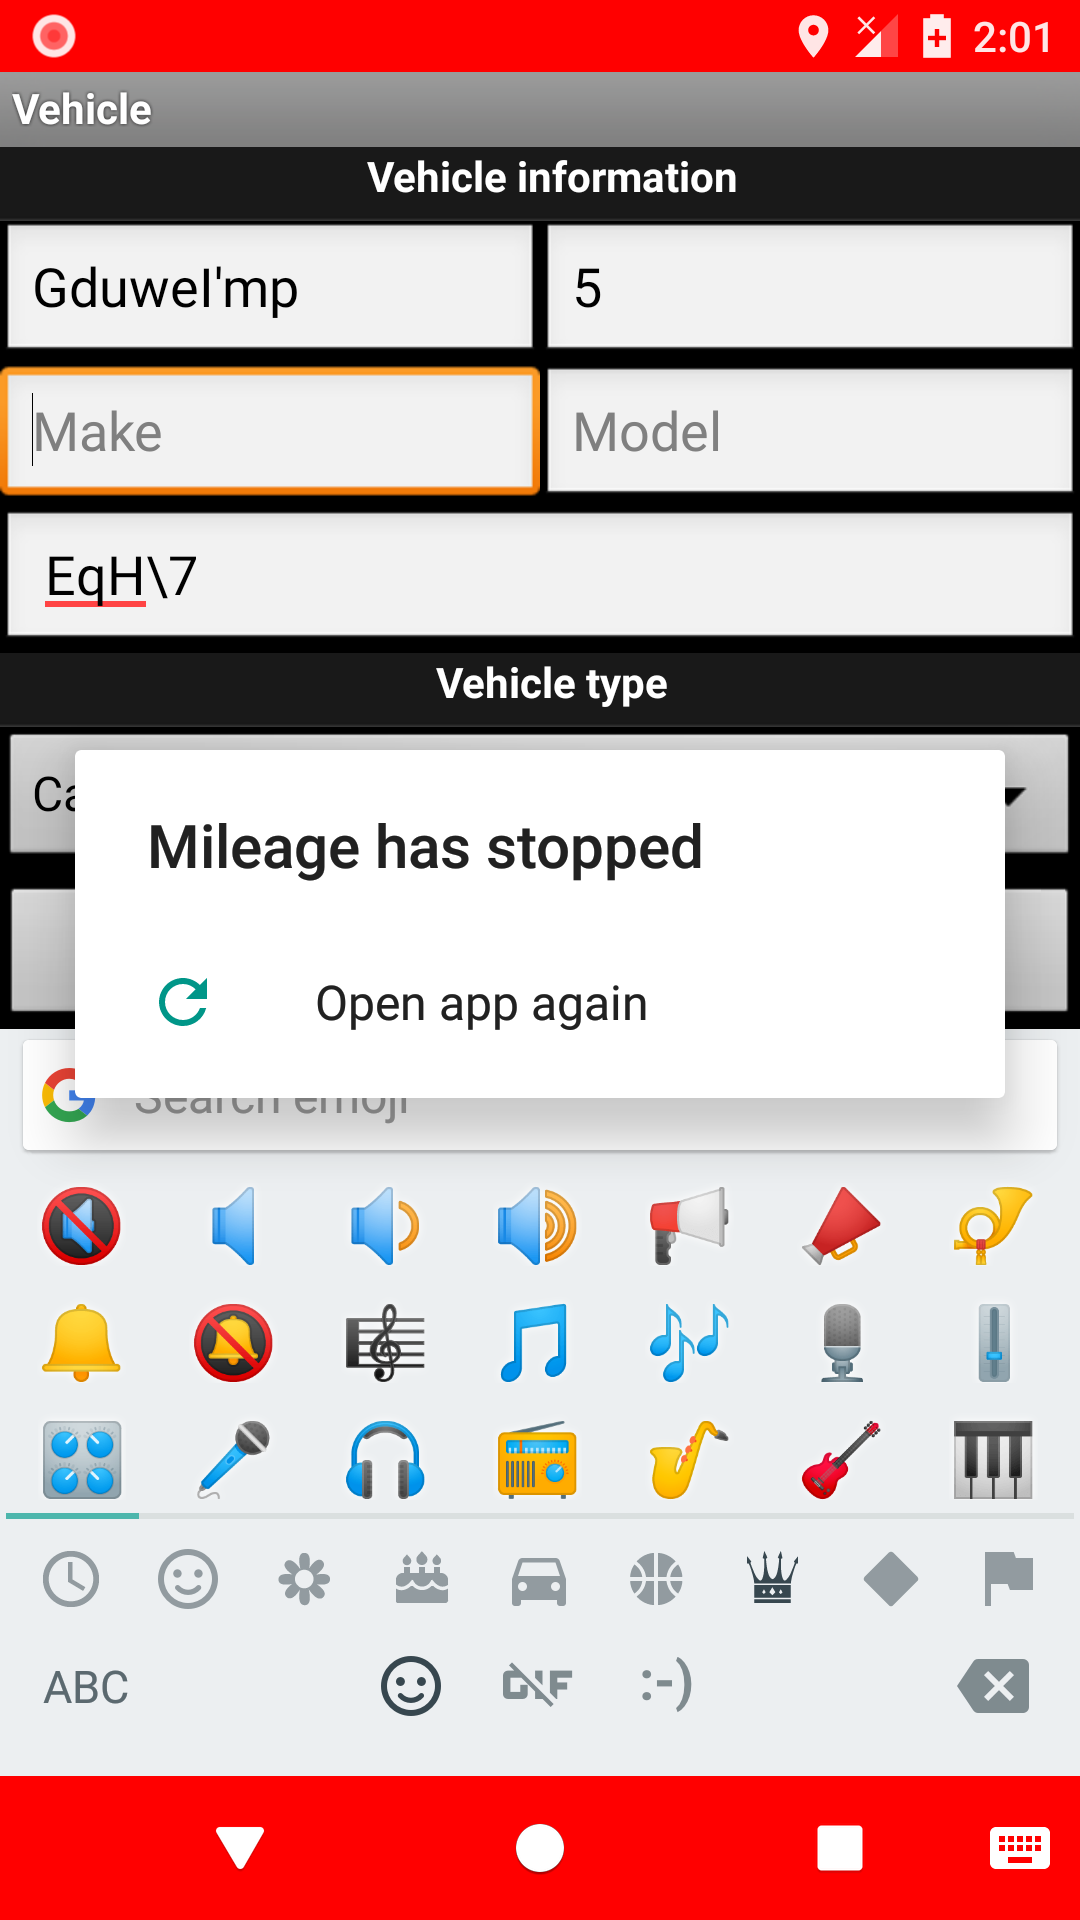 2:01
Vehicle
Vehicle information
Gduwel'mp
5
Make
Model
EqH\7
Vehicle type
Mileage has stopped
Open app again
Search emoji
ABC
GIF
:-)